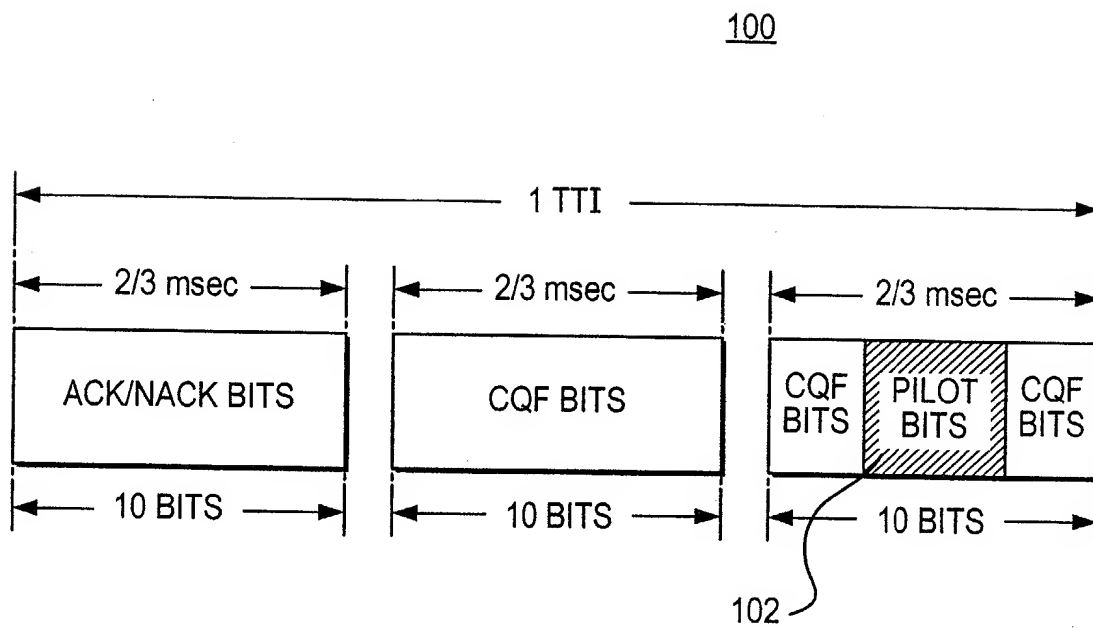 100
1 TTI
2/3 msec
2/3 msec
2/3 msec
ACK/NACK BITS
CQF BITS
CQF
BITS
PILOT
BITS
CQF
BITS
10 BITS
10 BITS
10 BITS
102